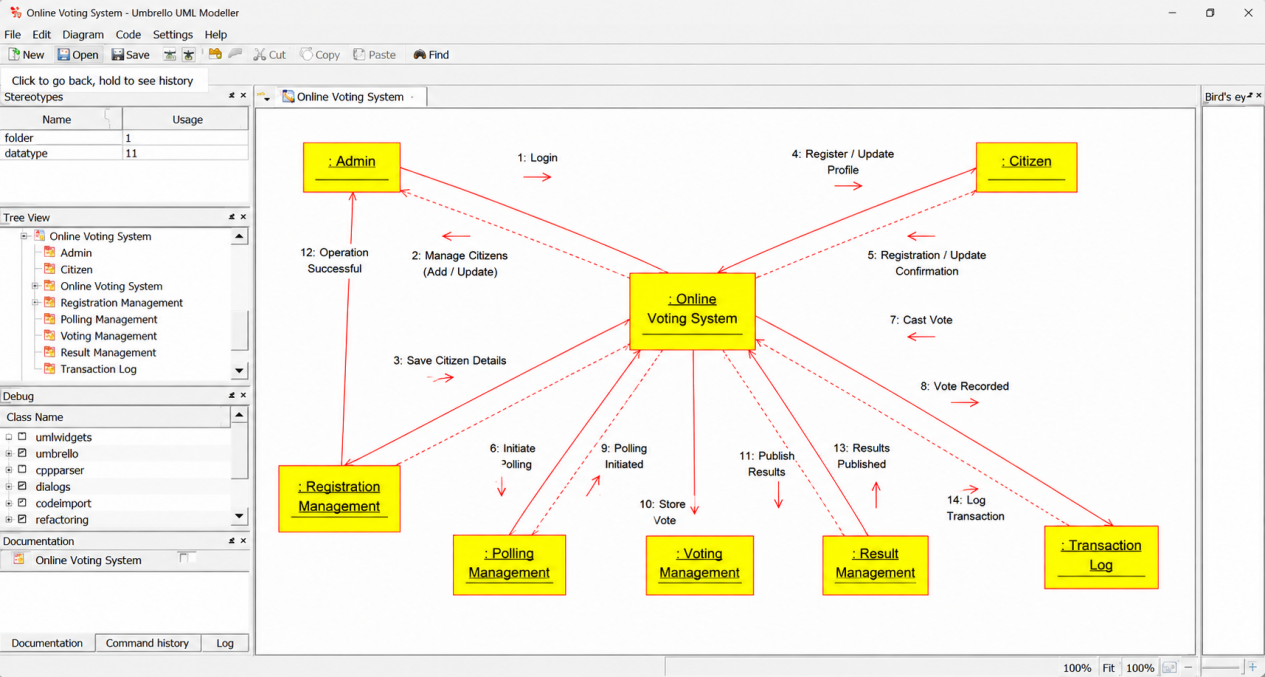 Online Voting System - Umbrello UML Modeller
File Edit Diagram Code Settings Help
New Open Save Cut Copy Paste Find
Click to go back, hold to see history
Stereotypes
Name Usage
folder 1
datatype 11
Tree View
Online Voting System
Admin
Citizen
Online Voting System
Registration Management
Polling Management
Voting Management
Result Management
Transaction Log
Debug
Class Name
umlwidgets
umbrello
cppparser
dialogs
codeimport
refactoring
Documentation
Online Voting System
Documentation Command history Log
Online Voting System
: Admin
1: Login
4: Register / Update
Profile
: Citizen
12: Operation
Successful
2: Manage Citizens
(Add / Update)
5: Registration / Update
Confirmation
: Online
Voting System
7: Cast Vote
3: Save Citizen Details
8: Vote Recorded
6: Initiate
Polling
9: Polling
Initiated
11: Publish
Results
13: Results
Published
: Registration
Management
10: Store
Vote
14: Log
Transaction
: Polling
Management
: Voting
Management
: Result
Management
: Transaction
Log
Bird's ey
100% Fit 100%